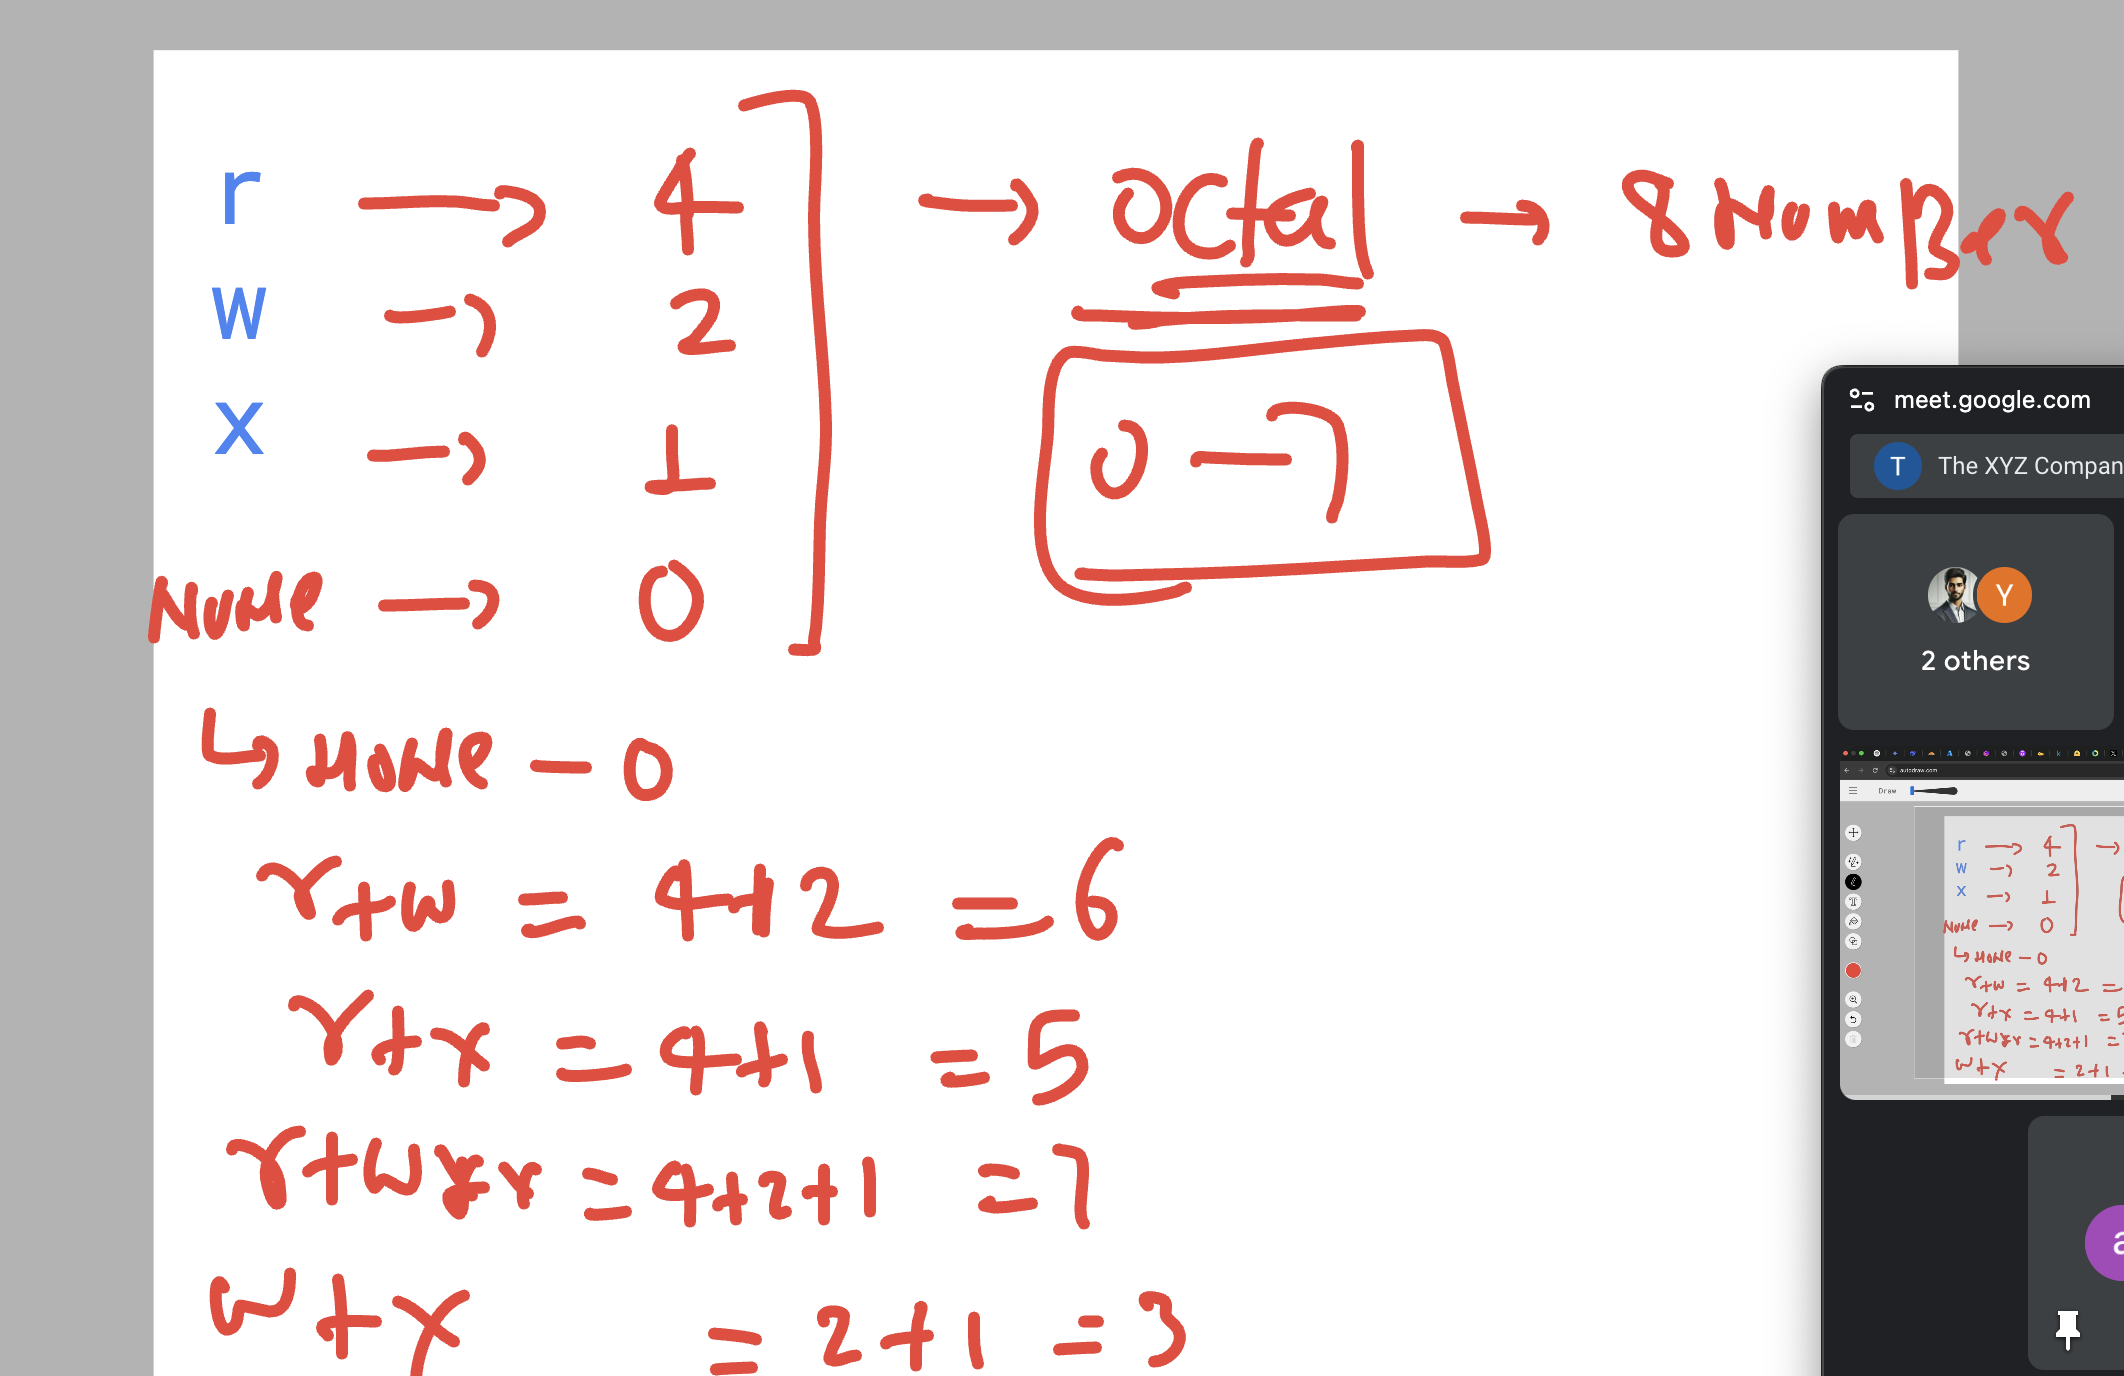 r → 4 → octal → 8 Number
w → 2
x → 1
0 – 7
None → 0
↳ None – 0
r+w = 4+2 = 6
r+x = 4+1 = 5
= 4+2+1 = 7
w+x = 2+1 = 3
meet.google.com
T The XYZ Compan
Y
2 others
autodraw.com
Draw
r → 4 →
w → 2
x → 1
None → 0
↳ None – 0
r+w = 4+2 =
r+x = 4+1 = 5
= 4+2+1 =
w+x = 2+1
a